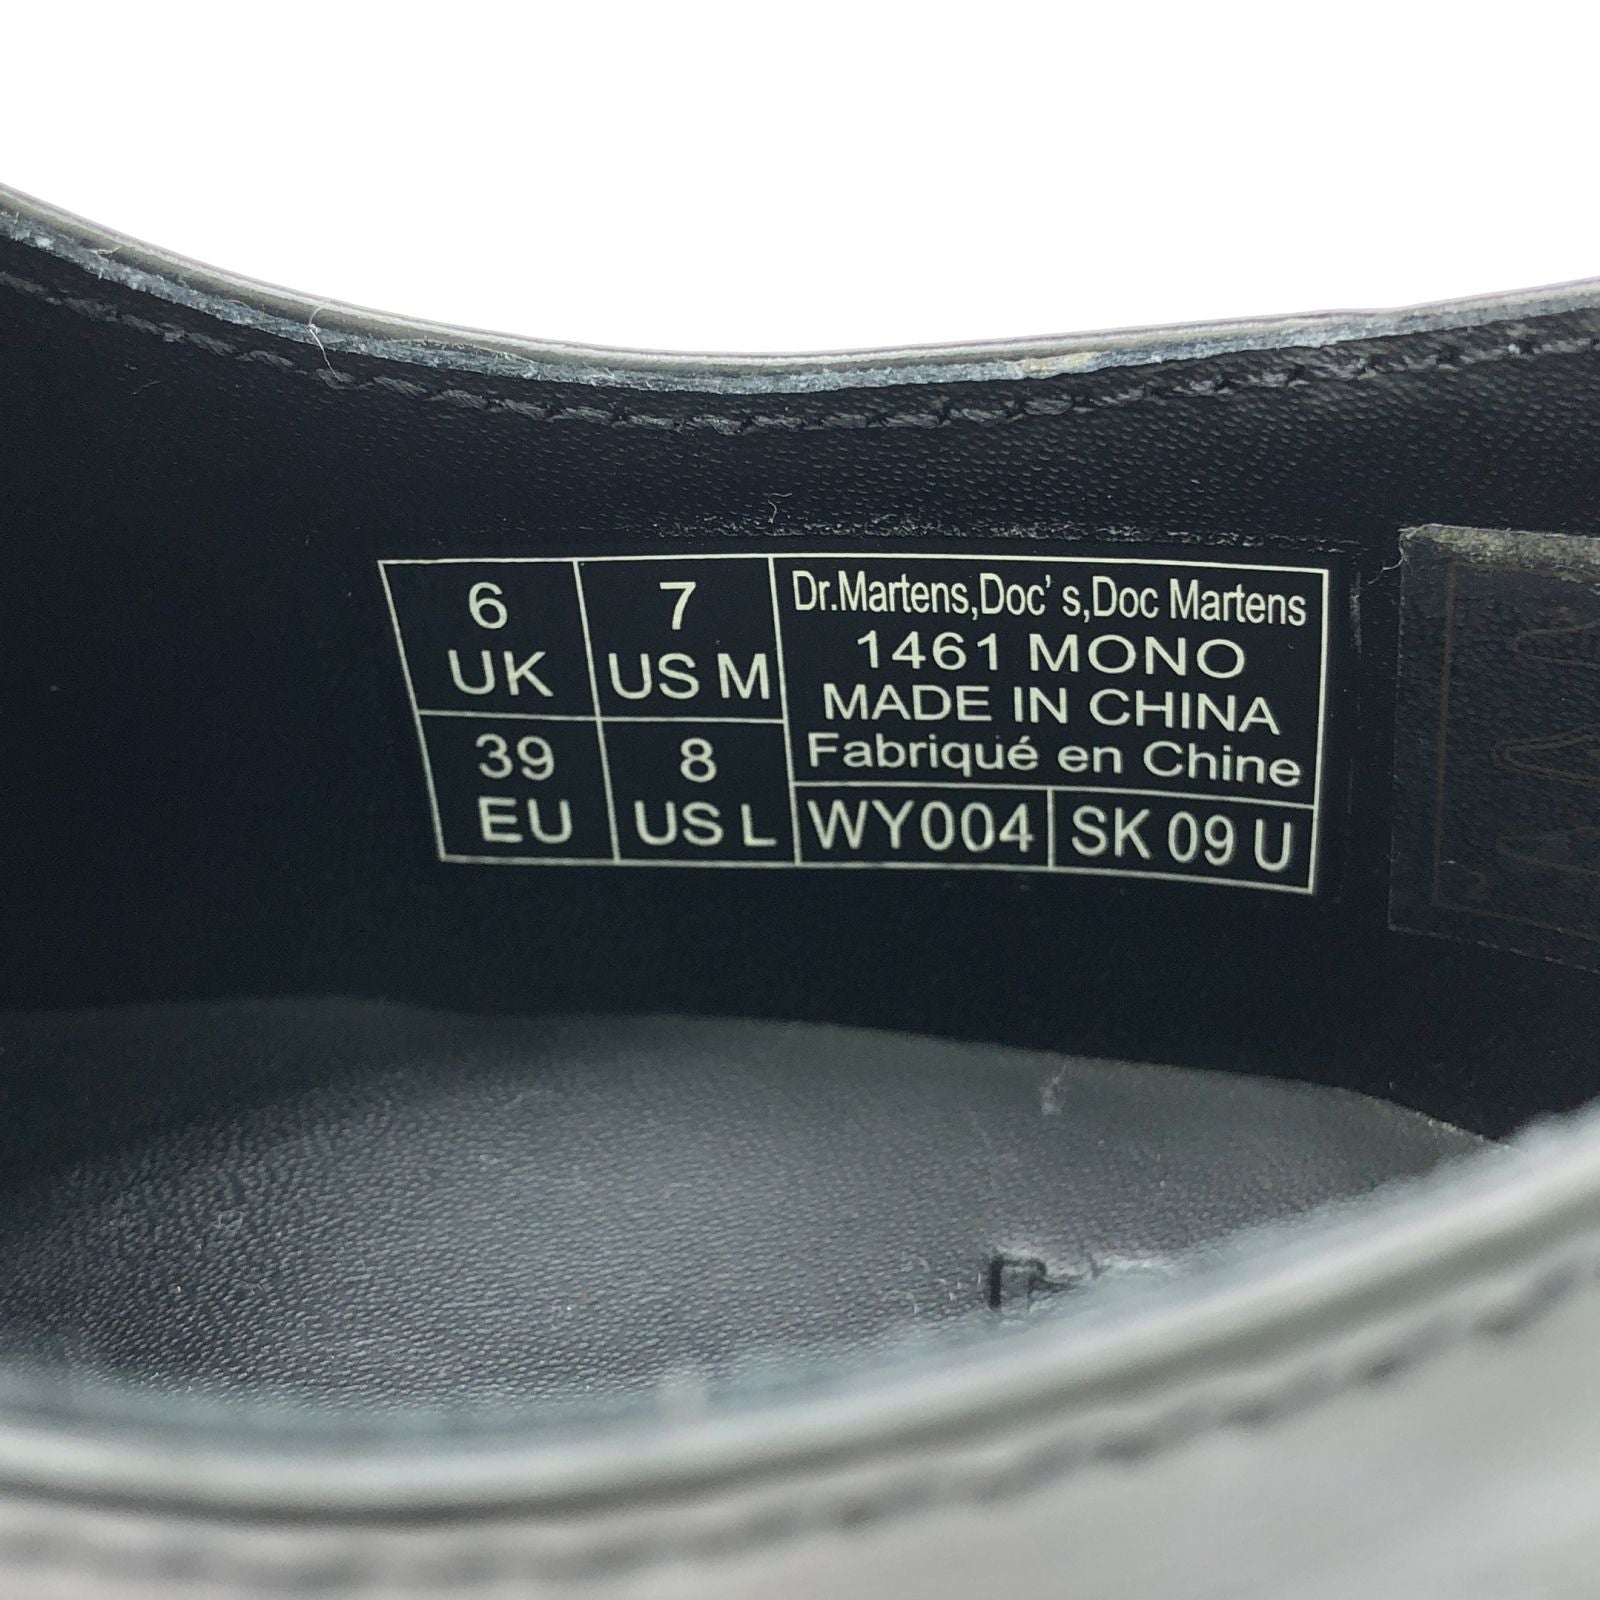 6
UK
7
US M
39
EU
8
US L
Dr.Martens,Doc's,Doc Martens
1461 MONO
MADE IN CHINA
Fabriqué en Chine
WY004
SK 09 U